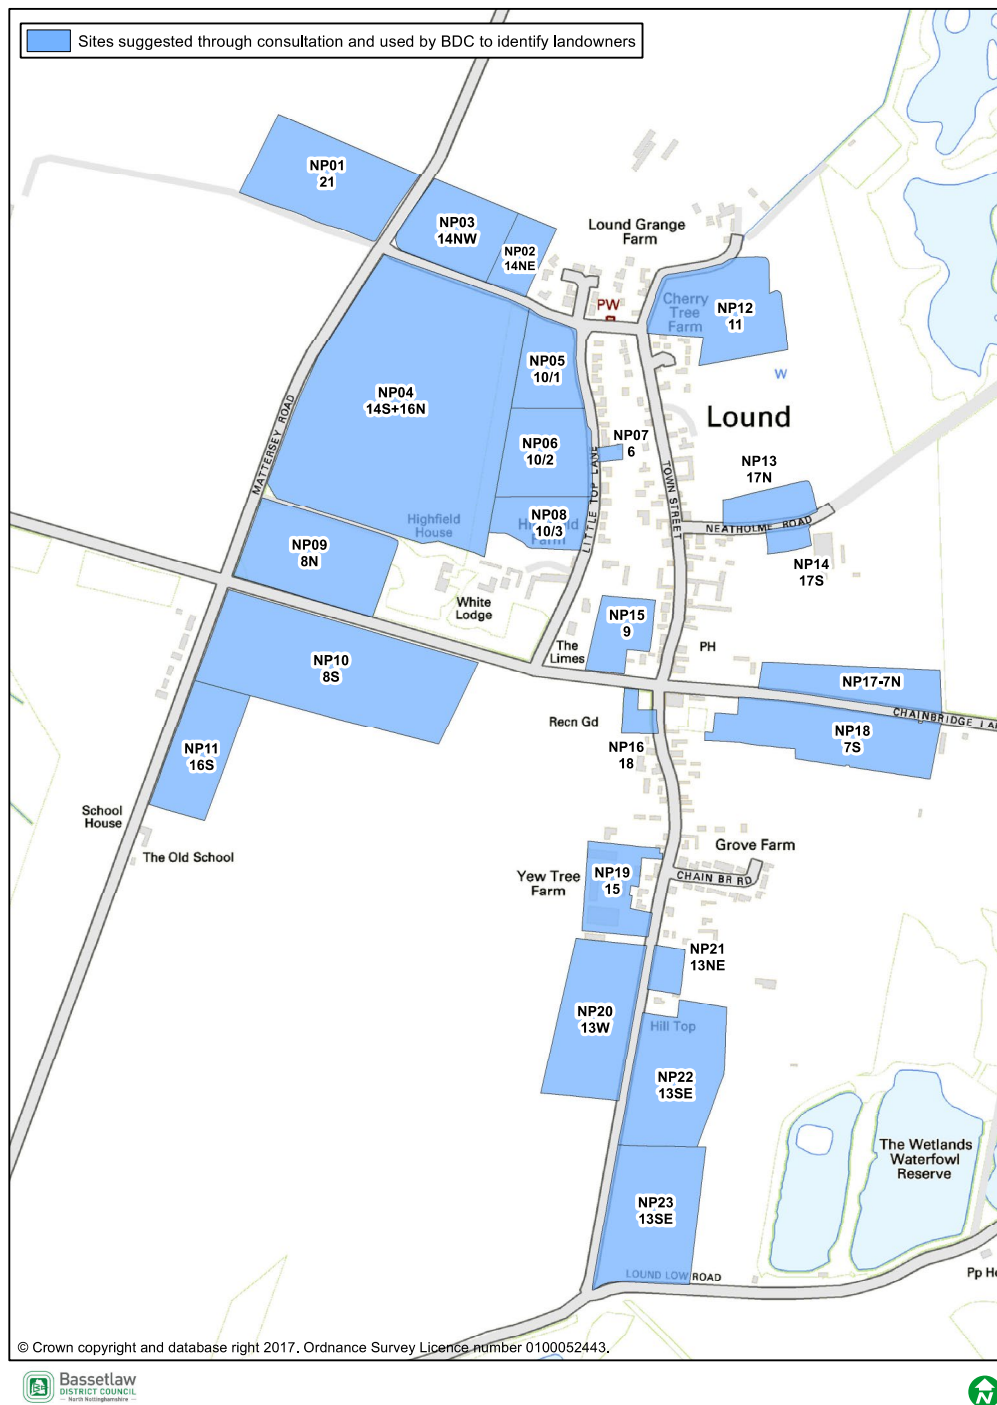 Sites suggested through consultation and used by BDC to identify landowners
NP01
21
NP03
14NW
NP02
14NE
Lound Grange
Farm
PW
Cherry
Tree
Farm
NP12
11
W
NP05
10/1
NP04
14S+16N
Lound
MATTERSEY ROAD
NP06
10/2
NP07
6
LITTLE TOP LANE
TOWN STREET
NP13
17N
NP08
10/3
Highfield
House
Farm
NEATHOLME ROAD
NP09
8N
NP14
17S
White
Lodge
NP15
9
The
Limes
PH
NP10
8S
NP17-7N
CHAINBRIDGE
Recn Gd
NP16
18
NP18
7S
NP11
16S
School
House
The Old School
Grove Farm
Yew Tree
Farm
NP19
15
CHAIN BR RD
NP21
13NE
NP20
13W
Hill Top
NP22
13SE
The Wetlands
Waterfowl
Reserve
NP23
13SE
LOUND LOW ROAD
Pp
© Crown copyright and database right 2017. Ordnance Survey Licence number 0100052443.
Bassetlaw
DISTRICT COUNCIL
North Nottinghamshire
N